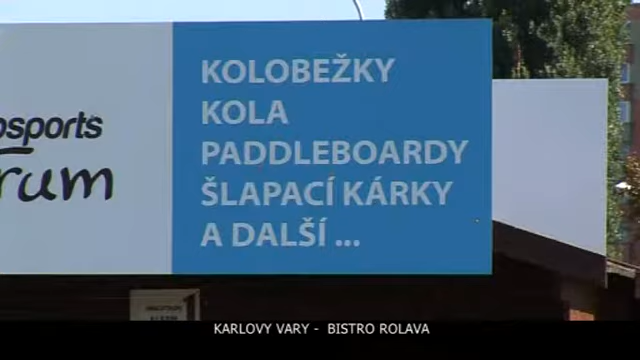 osports
rum
KOLOBEŽKY
KOLA
PADDLEBOARDY
ŠLAPACÍ KÁRKY
A DALŠÍ ...
KARLOVY VARY - BISTRO ROLAVA